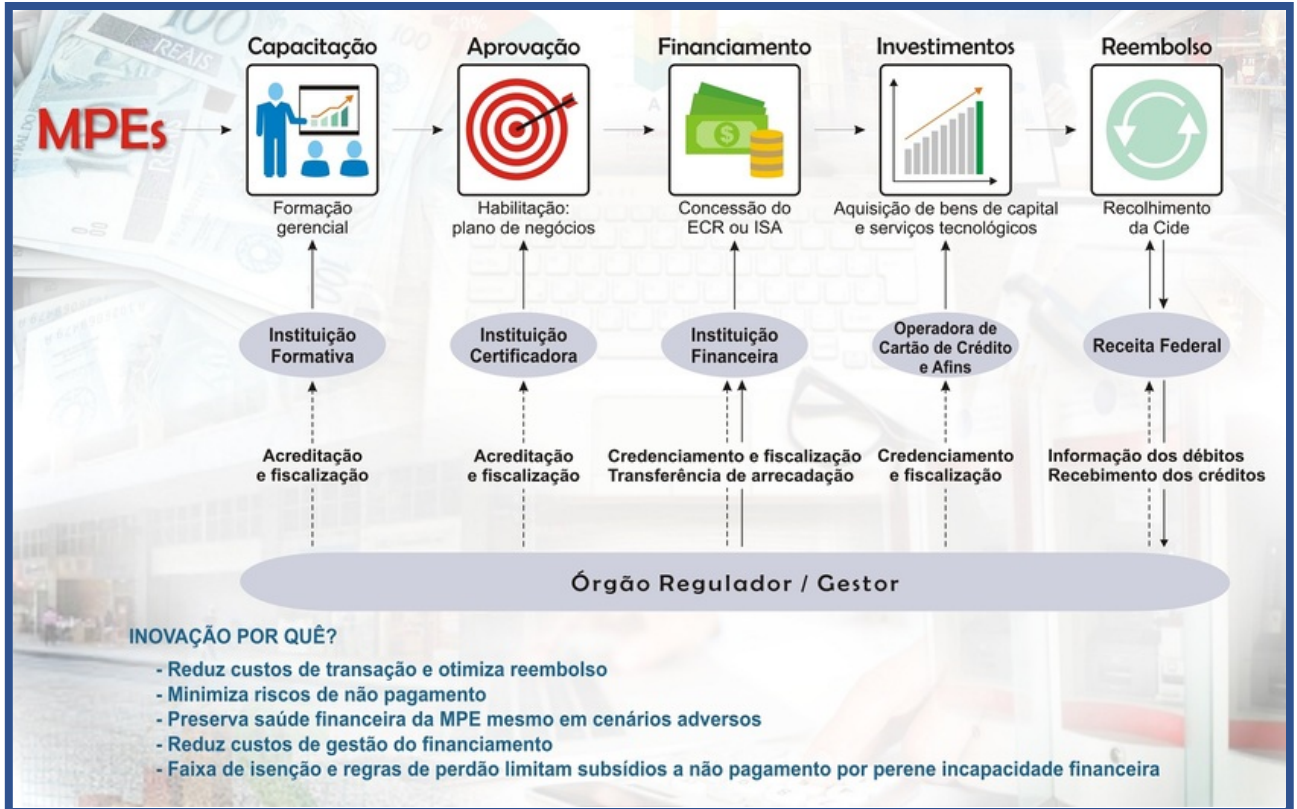 Capacitação
Aprovação
Financiamento
Investimentos
Reembolso
MPEs
Formação
gerencial
Habilitação:
plano de negócios
Concessão do
ECR ou ISA
Aquisição de bens de capital
e serviços tecnológicos
Recolhimento
da Cide
Instituição
Formativa
Instituição
Certificadora
Instituição
Financeira
Operadora de
Cartão de Crédito
e Afins
Receita Federal
Acreditação
e fiscalização
Acreditação
e fiscalização
Credenciamento e fiscalização
Transferência de arrecadação
Credenciamento
e fiscalização
Informação dos débitos
Recebimento dos créditos
Órgão Regulador / Gestor
INOVAÇÃO POR QUÊ?
- Reduz custos de transação e otimiza reembolso
- Minimiza riscos de não pagamento
- Preserva saúde financeira da MPE mesmo em cenários adversos
- Reduz custos de gestão do financiamento
- Faixa de isenção e regras de perdão limitam subsídios a não pagamento por perene incapacidade financeira